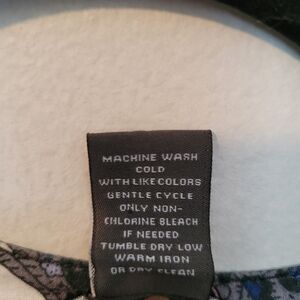 MACHINE WASH
COLD
WITH LIKE COLORS
GENTLE CYCLE
ONLY NON-
CHLORINE BLEACH
IF NEEDED
TUMBLE DRY LOW
WARM IRON
OR DRY CLEAN